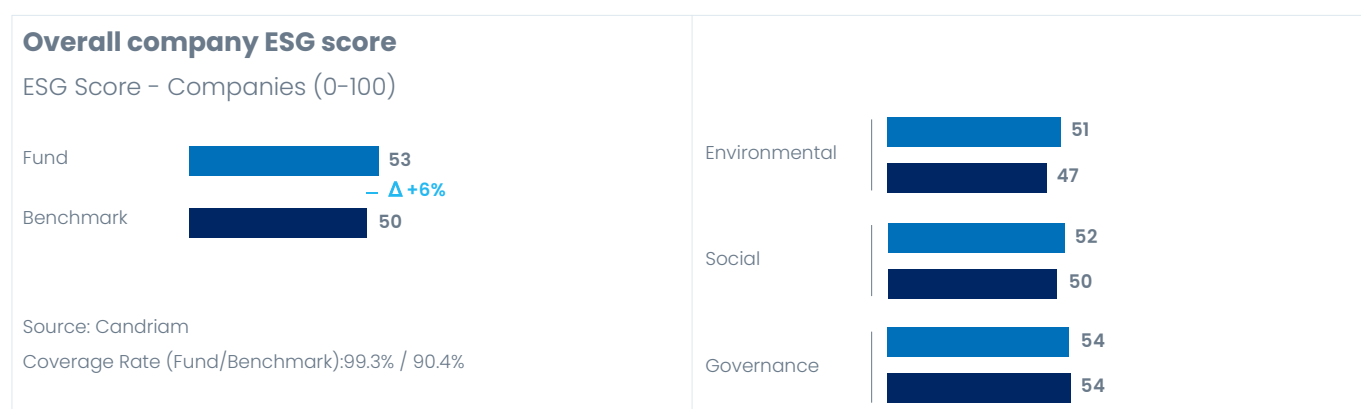 Overall company ESG score
ESG Score - Companies (0-100)
Fund
53
Δ +6%
Benchmark
50
Source: Candriam
Coverage Rate (Fund/Benchmark):99.3% / 90.4%
Environmental
51
47
Social
52
50
Governance
54
54